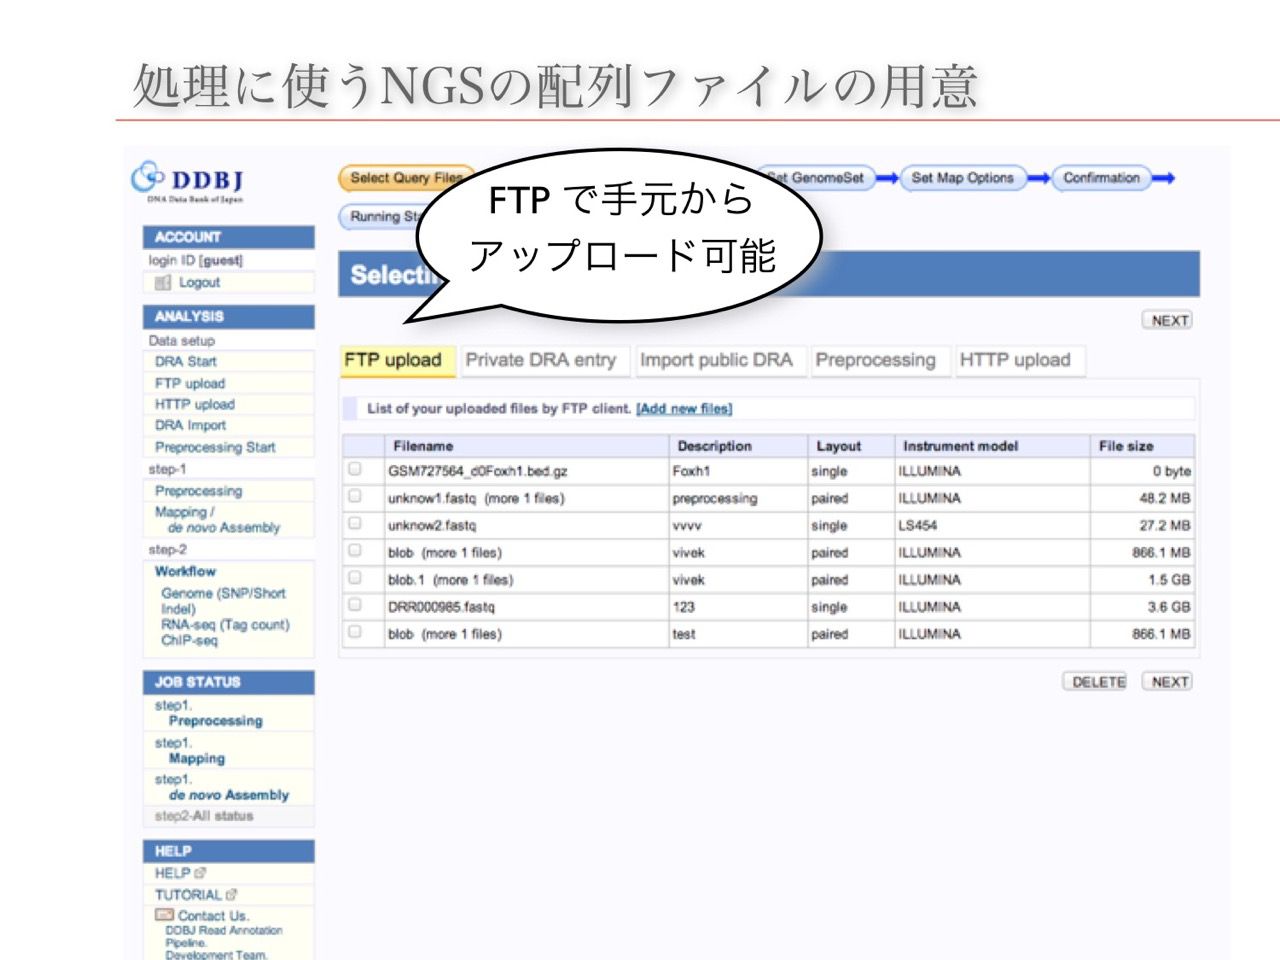 処理に使うNGSの配列ファイルの用意
DDBJ
DNA Data Bank of Japan
Select Query Files
GenomeSet
Set Map Options
Confirmation
Running
FTP で手元から
アップロード可能
ACCOUNT
login ID [guest]
Logout
ANALYSIS
Data setup
DRA Start
FTP upload
HTTP upload
DRA Import
Preprocessing Start
step-1
Preprocessing
Mapping /
de novo Assembly
step-2
Workflow
Genome (SNP/Short
Indel)
RNA-seq (Tag count)
ChIP-seq
JOB STATUS
step1.
Preprocessing
step1.
Mapping
step1.
de novo Assembly
step2-All status
HELP
HELP
TUTORIAL
Contact Us.
DDBJ Read Annotation
Pipeline.
Development Team.
NEXT
FTP upload Private DRA entry Import public DRA Preprocessing HTTP upload
List of your uploaded files by FTP client. [Add new files]
Filename Description Layout Instrument model File size
GSM727564_d0Foxh1.bed.gz Foxh1 single ILLUMINA 0 byte
unknow1.fastq (more 1 files) preprocessing paired ILLUMINA 48.2 MB
unknow2.fastq vvvv single LS454 27.2 MB
blob (more 1 files) vivek paired ILLUMINA 866.1 MB
blob.1 (more 1 files) vivek paired ILLUMINA 1.5 GB
DRR000985.fastq 123 single ILLUMINA 3.6 GB
blob (more 1 files) test paired ILLUMINA 866.1 MB
DELETE NEXT